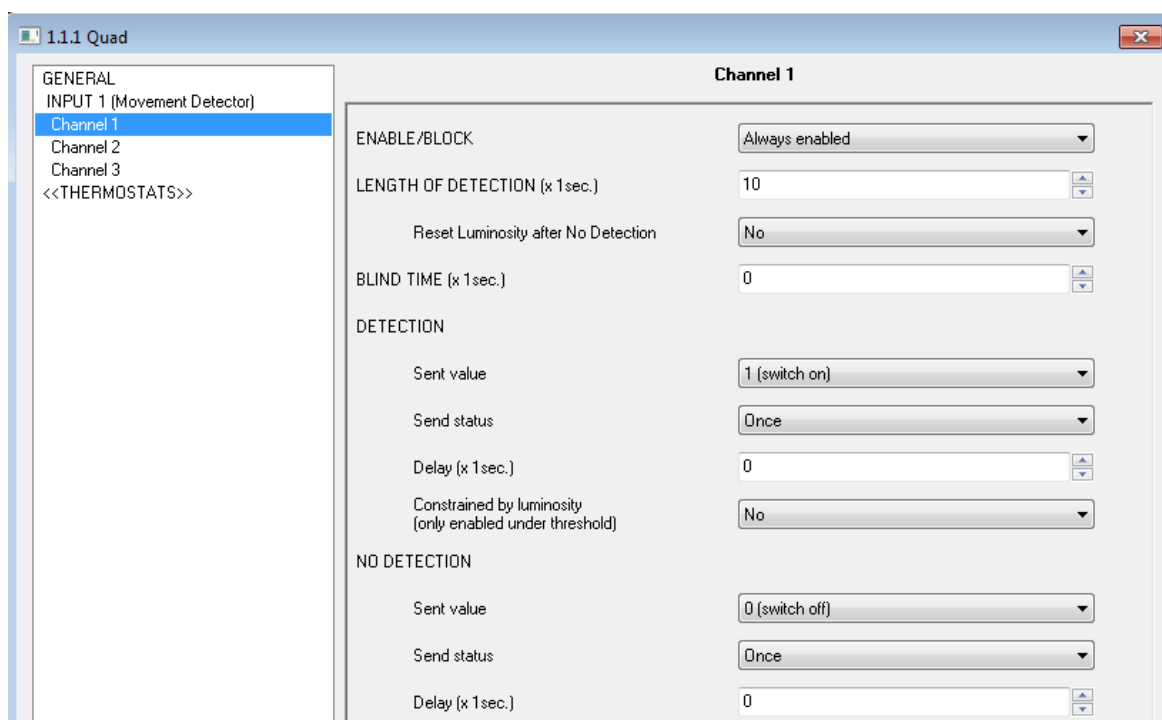 1.1.1 Quad
GENERAL
INPUT 1 (Movement Detector)
Channel 1
Channel 2
Channel 3
<<THERMOSTATS>>
Channel 1
ENABLE/BLOCK Always enabled
LENGTH OF DETECTION (x 1sec.) 10
Reset Luminosity after No Detection No
BLIND TIME (x 1sec.) 0
DETECTION
Sent value 1 (switch on)
Send status Once
Delay (x 1sec.) 0
Constrained by luminosity
(only enabled under threshold) No
NO DETECTION
Sent value 0 (switch off)
Send status Once
Delay (x 1sec.) 0